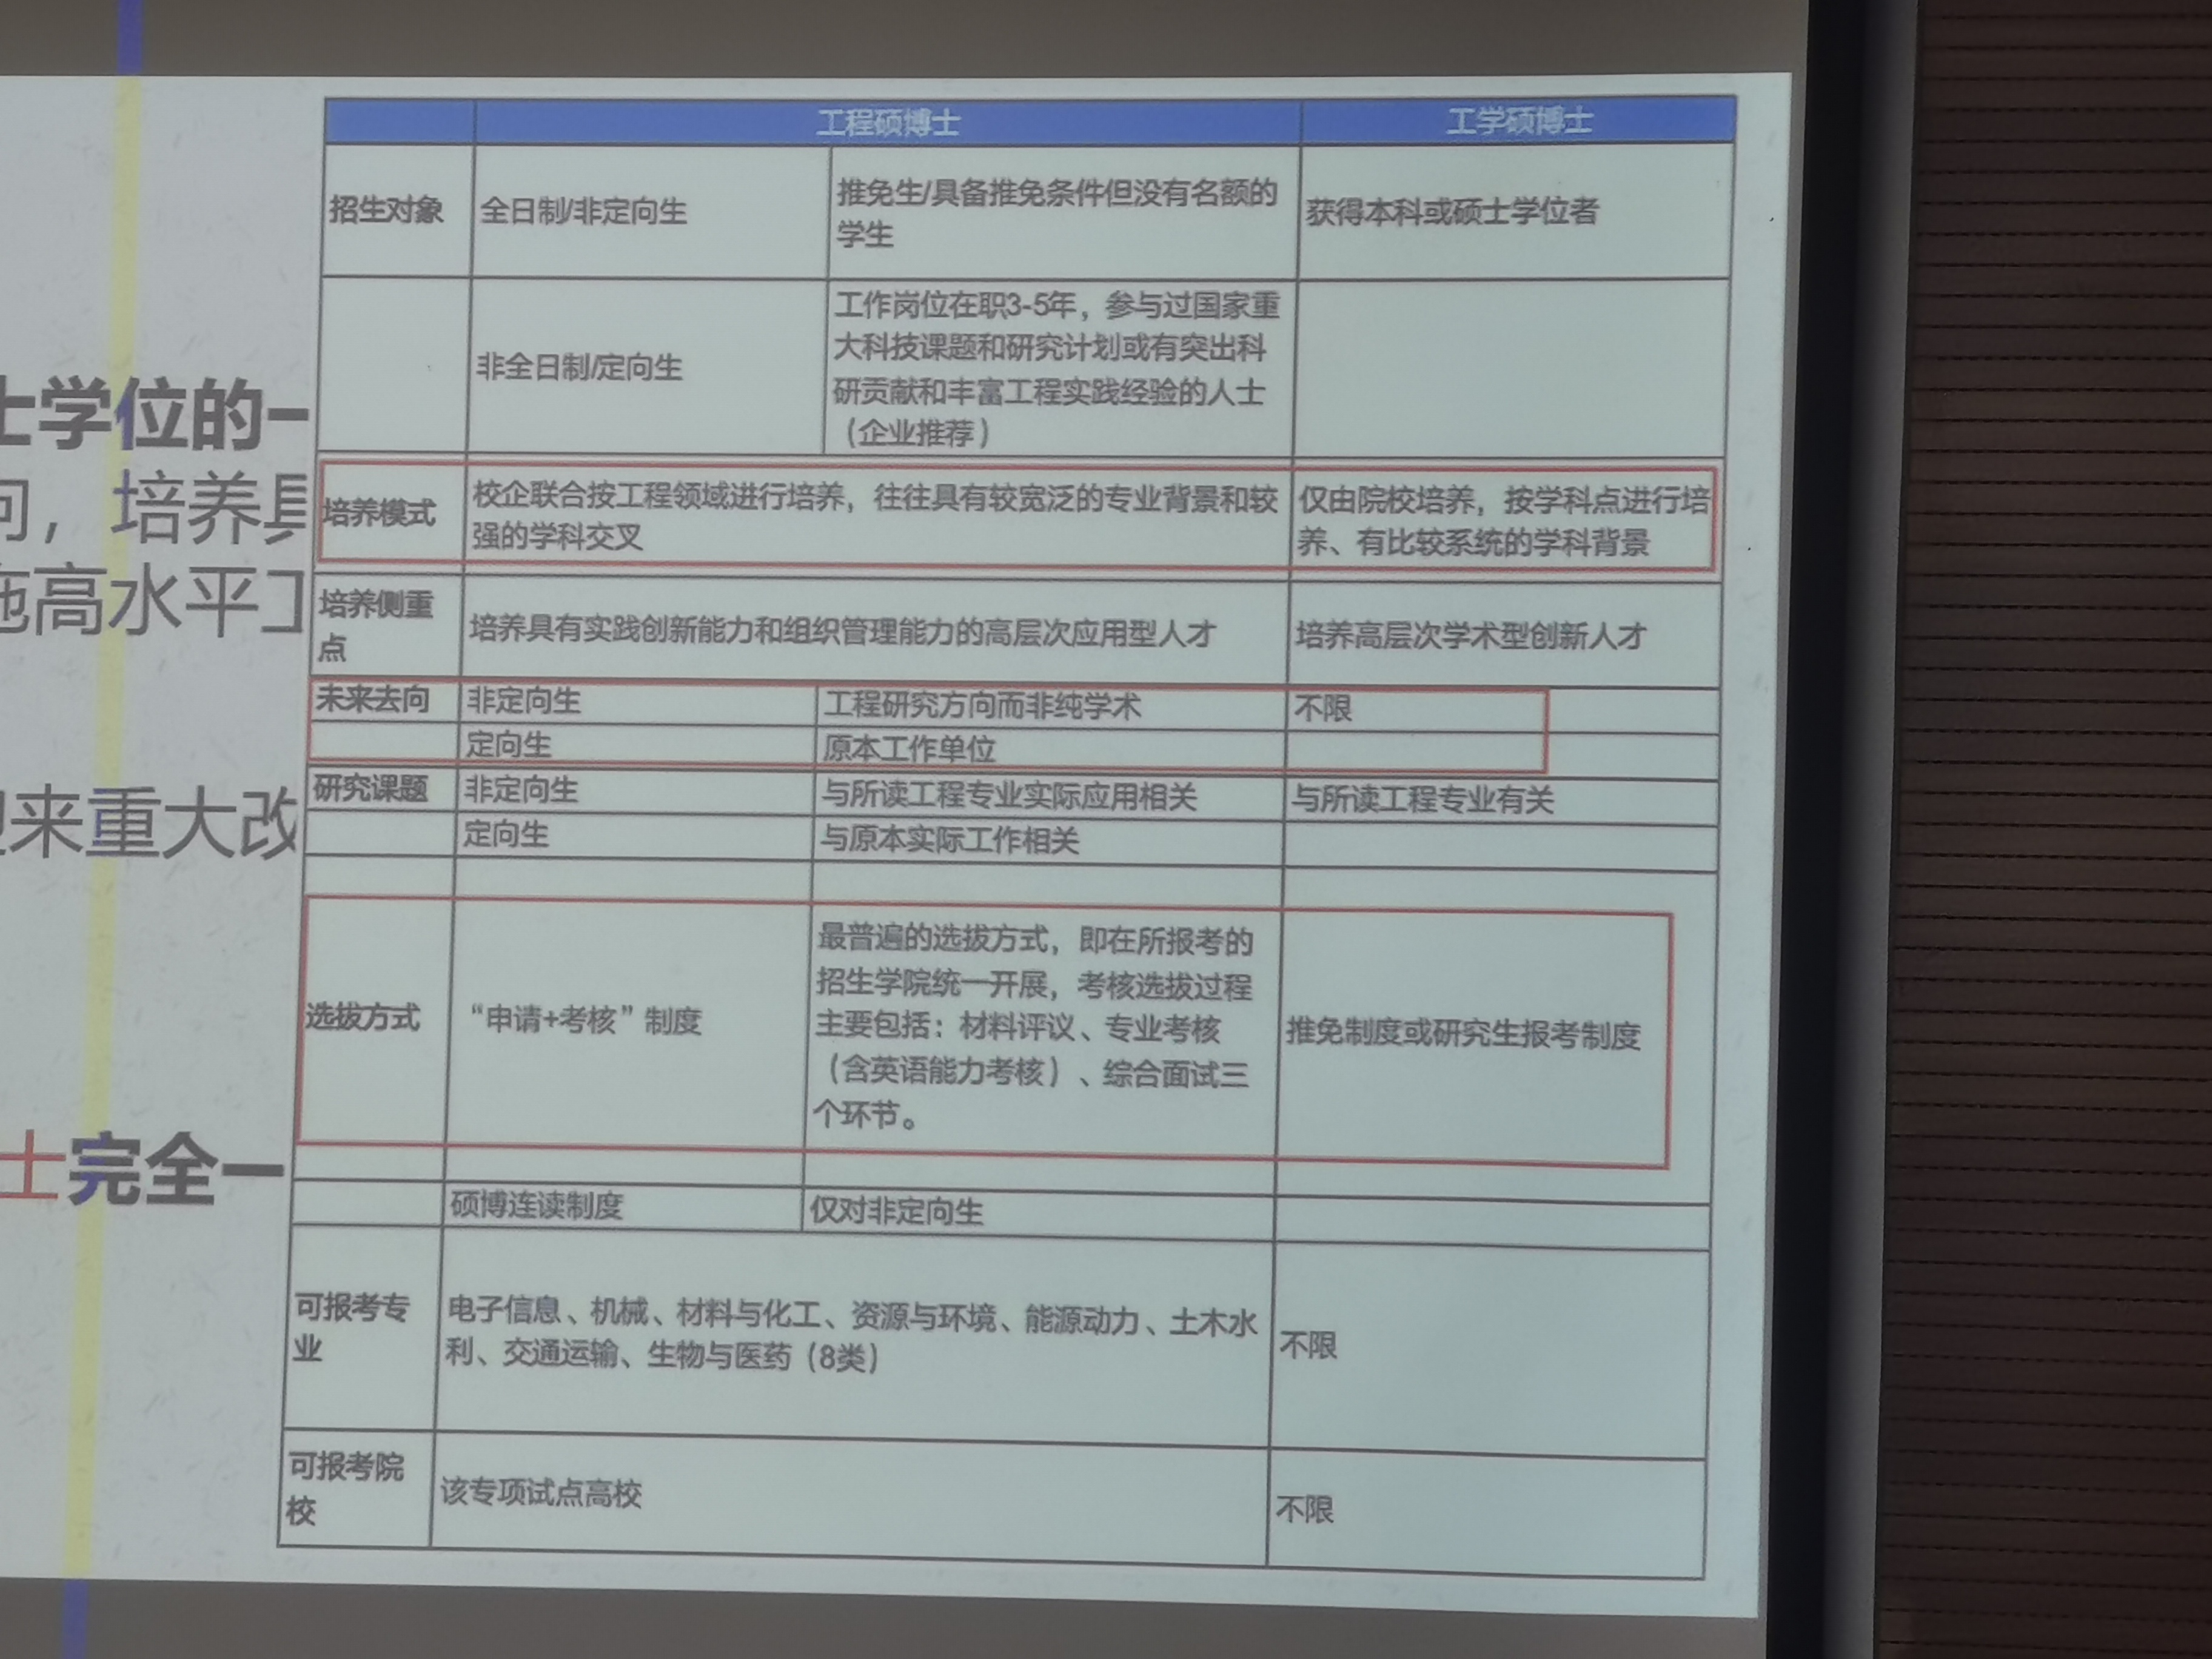 士学位的一
句，培养具
施高水平工
迎来重大改
士完全一
工程硕博士 工学硕博士
招生对象 全日制/非定向生 推免生/具备推免条件但没有名额的
学生 获得本科或硕士学位者
非全日制/定向生 工作岗位在职3-5年，参与过国家重
大科技课题和研究计划或有突出科
研贡献和丰富工程实践经验的人士
（企业推荐）
培养模式 校企联合按工程领域进行培养，往往具有较宽泛的专业背景和较
强的学科交叉
仅由院校培养，按学科点进行培
养、有比较系统的学科背景
培养侧重
点
培养具有实践创新能力和组织管理能力的高层次应用型人才 培养高层次学术型创新人才
未来去向 非定向生 工程研究方向而非纯学术 不限
定向生 原本工作单位
研究课题 非定向生 与所读工程专业实际应用相关 与所读工程专业有关
定向生 与原本实际工作相关
选拔方式 “申请+考核”制度
最普遍的选拔方式，即在所报考的
招生学院统一开展，考核选拔过程
主要包括：材料评议、专业考核
（含英语能力考核）、综合面试三
个环节。
推免制度或研究生报考制度
硕博连读制度 仅对非定向生
可报考专
业
电子信息、机械、材料与化工、资源与环境、能源动力、土木水
利、交通运输、生物与医药（8类）
不限
可报考院
校
该专项试点高校 不限